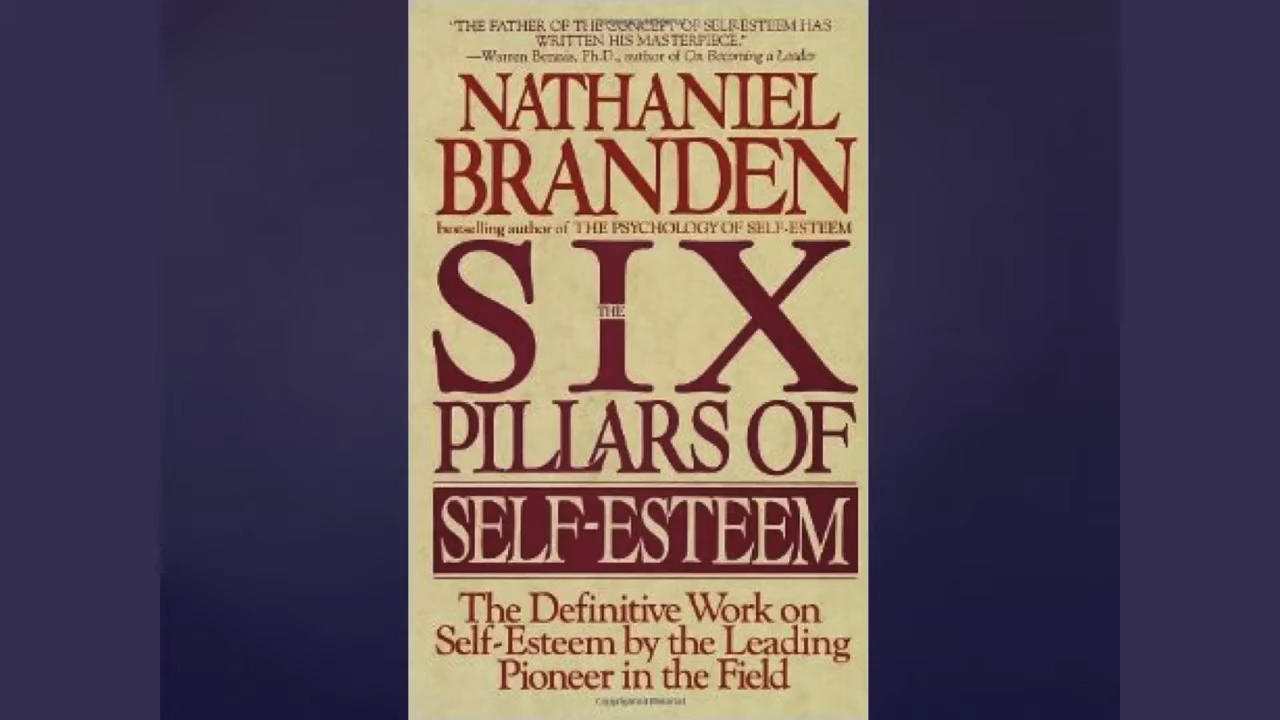 "THE FATHER OF THE CONCEPT OF SELF-ESTEEM HAS
WRITTEN HIS MASTERPIECE."
—Warren Bennis, Ph.D., author of On Becoming a Leader
NATHANIEL
BRANDEN
bestselling author of THE PSYCHOLOGY OF SELF-ESTEEM
THE
SIX
PILLARS OF
SELF-ESTEEM
The Definitive Work on
Self-Esteem by the Leading
Pioneer in the Field
Copyrighted Material